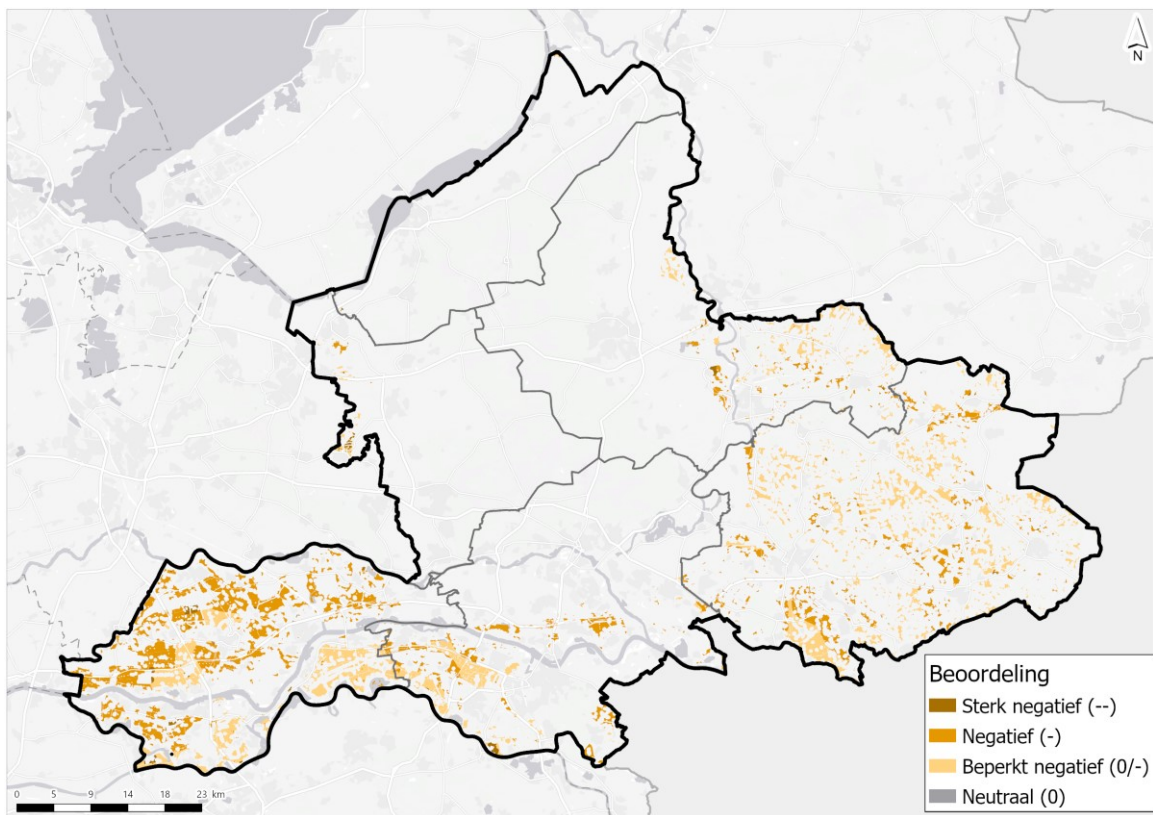 N
Beoordeling
Sterk negatief (--)
Negatief (-)
Beperkt negatief (0/-)
Neutraal (0)
0 5 9 14 18 23 km